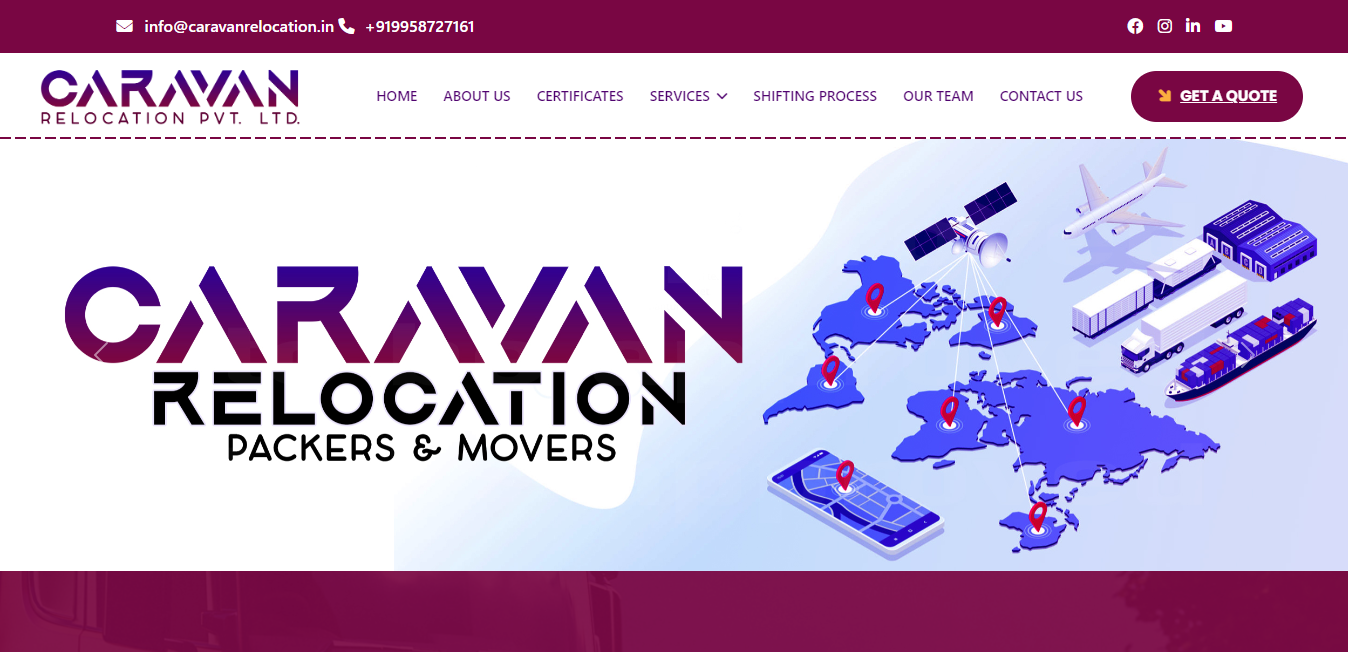 info@caravanrelocation.in +919958727161
CARAVAN
RELOCATION PVT. LTD.
HOME ABOUT US CERTIFICATES SERVICES SHIFTING PROCESS OUR TEAM CONTACT US
GET A QUOTE
CARAVAN
RELOCATION
PACKERS & MOVERS